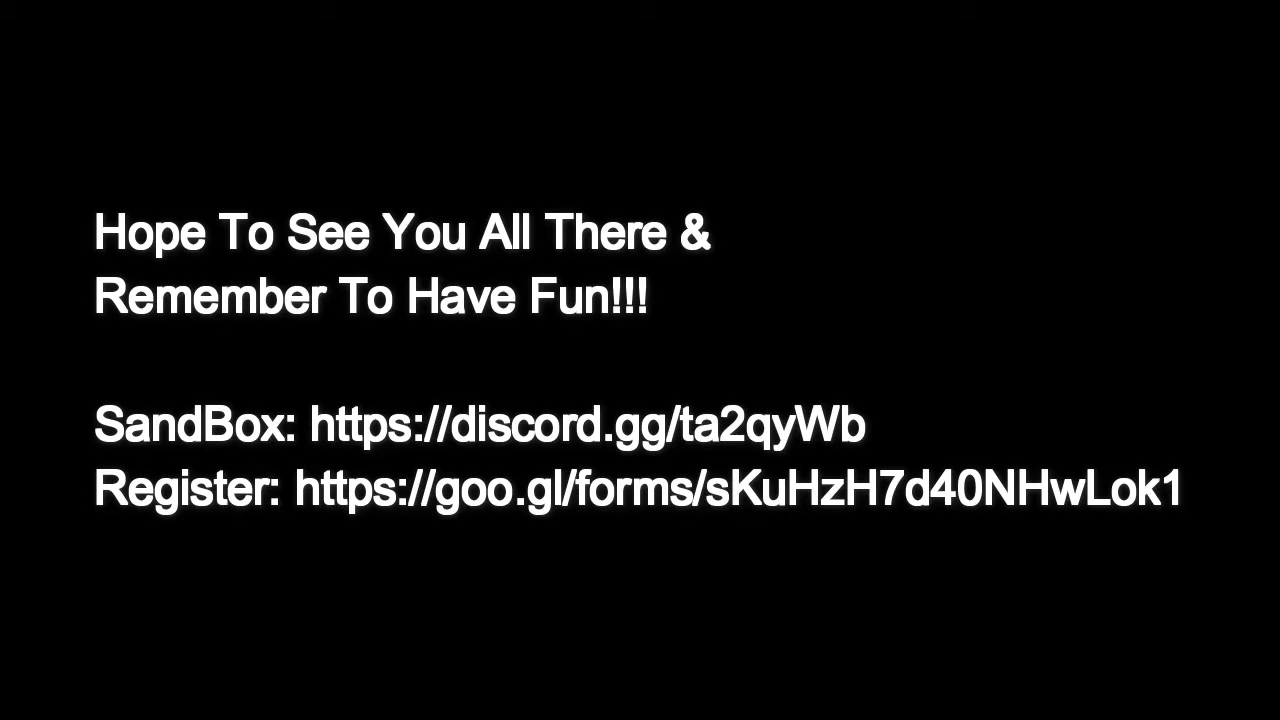 Hope To See You All There &
Remember To Have Fun!!!
SandBox: https://discord.gg/ta2qyWb
Register: https://goo.gl/forms/sKuHzH7d40NHwLok1